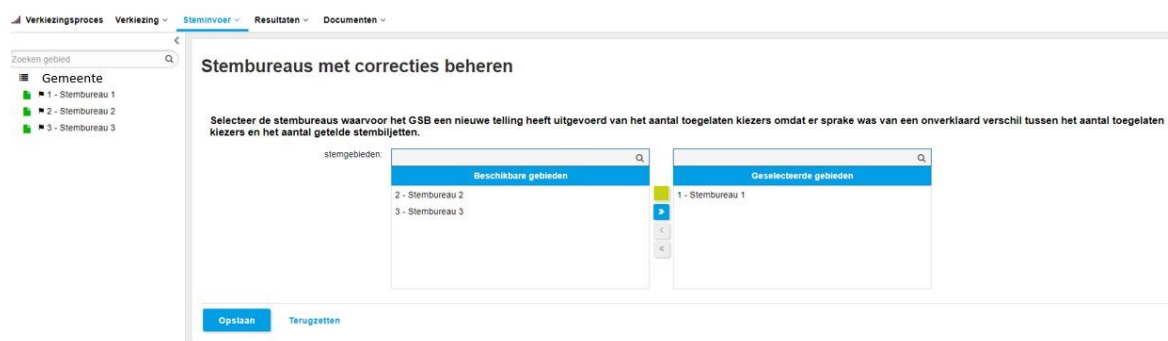 Verkiezingsproces Verkiezing Steminvoer Resultaten Documenten
Zoeken gebied
Gemeente
1 - Stembureau 1
2 - Stembureau 2
3 - Stembureau 3
Stembureaus met correcties beheren
Selecteer de stembureaus waarvoor het GSB een nieuwe telling heeft uitgevoerd van het aantal toegelaten kiezers omdat er sprake was van een onverklaard verschil tussen het aantal toegelaten
kiezers en het aantal getelde stembiljetten.
stemgebieden:
Beschikbare gebieden
2 - Stembureau 2
3 - Stembureau 3
Geselecteerde gebieden
1 - Stembureau 1
Opslaan Terugzetten